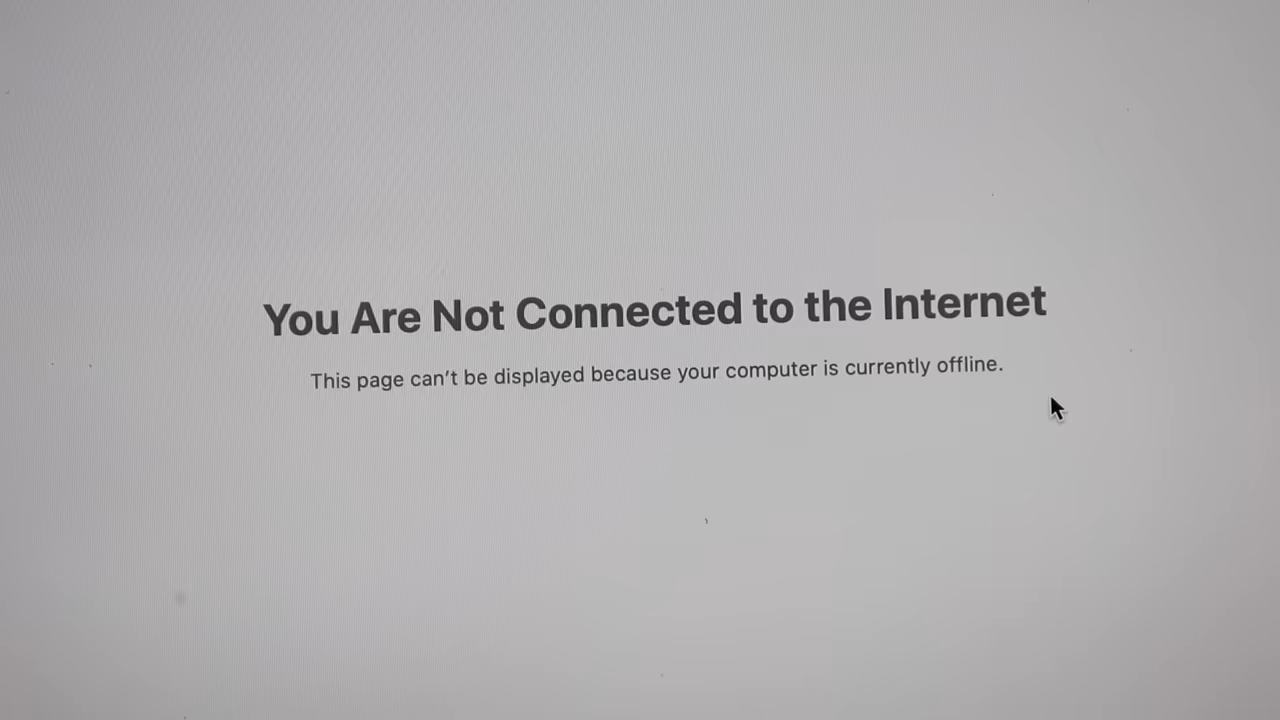 You Are Not Connected to the Internet
This page can’t be displayed because your computer is currently offline.